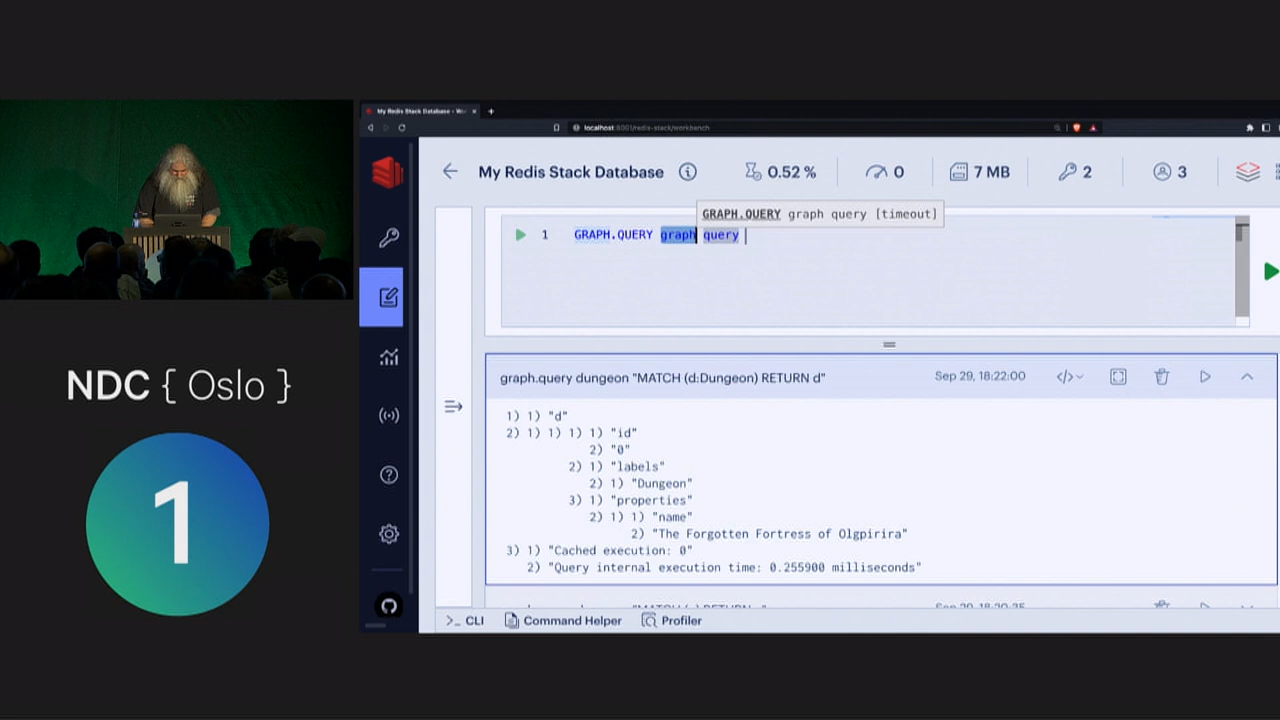 My Redis Stack Database - Wo
localhost:8001/redis-stack/workbench
My Redis Stack Database
0.52 %
0
7 MB
2
3
GRAPH.QUERY graph query [timeout]
1 GRAPH.QUERY graph query
graph.query dungeon "MATCH (d:Dungeon) RETURN d"
Sep 29, 18:22:00
1) 1) "d"
2) 1) 1) 1) 1) "id"
2) "0"
2) 1) "labels"
2) 1) "Dungeon"
3) 1) "properties"
2) 1) 1) "name"
2) "The Forgotten Fortress of Olgpirira"
3) 1) "Cached execution: 0"
2) "Query internal execution time: 0.255900 milliseconds"
>_ CLI
Command Helper
Profiler
NDC { Oslo }
1